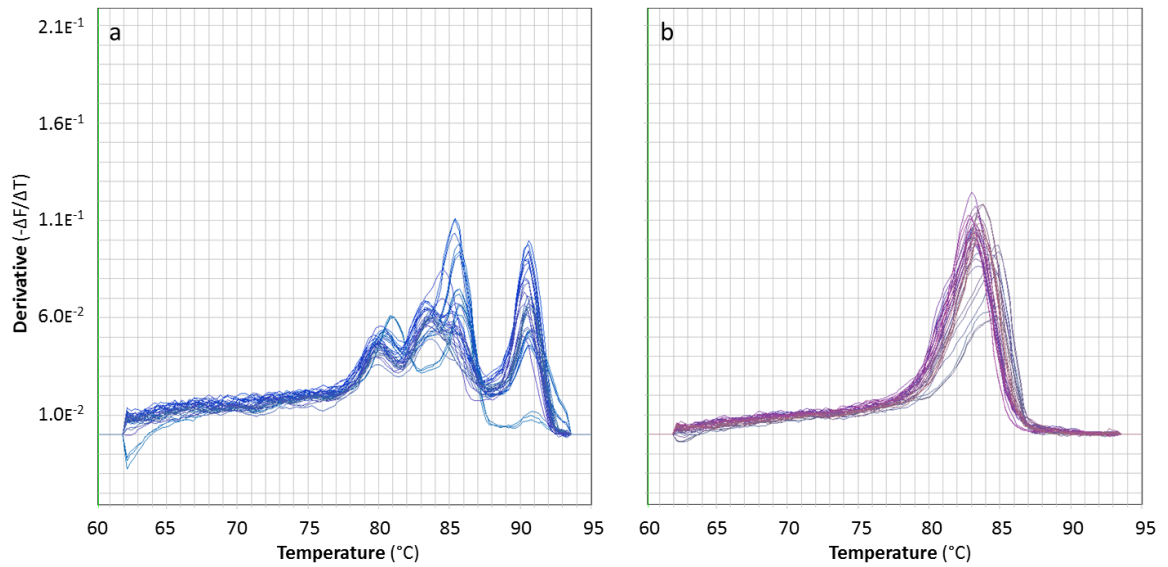 a
b
2.1E⁻¹
1.6E⁻¹
1.1E⁻¹
6.0E⁻²
1.0E⁻²
Derivative (-ΔF/ΔT)
60 65 70 75 80 85 90 95
60 65 70 75 80 85 90 95
Temperature (°C)
Temperature (°C)